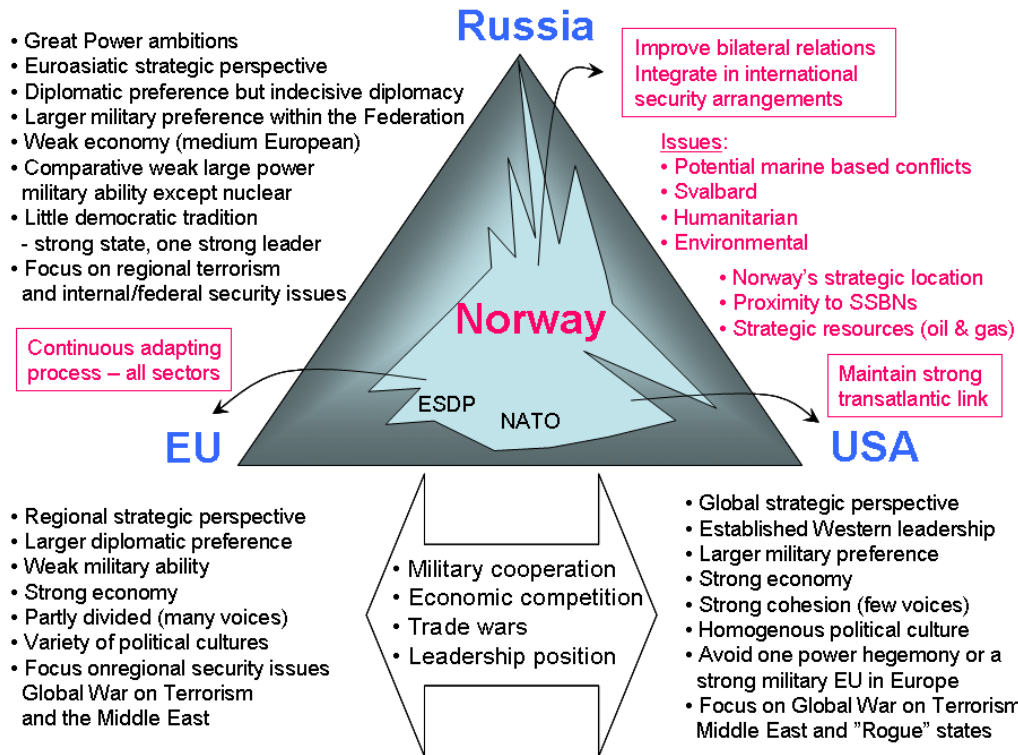 Russia
• Great Power ambitions
• Euroasiatic strategic perspective
• Diplomatic preference but indecisive diplomacy
• Larger military preference within the Federation
• Weak economy (medium European)
• Comparative weak large power
military ability except nuclear
• Little democratic tradition
- strong state, one strong leader
• Focus on regional terrorism
and internal/federal security issues
Improve bilateral relations
Integrate in international
security arrangements
Issues:
• Potential marine based conflicts
• Svalbard
• Humanitarian
• Environmental
• Norway's strategic location
• Proximity to SSBNs
• Strategic resources (oil & gas)
Norway
Continuous adapting
process – all sectors
Maintain strong
transatlantic link
ESDP
NATO
EU
USA
• Regional strategic perspective
• Larger diplomatic preference
• Weak military ability
• Strong economy
• Partly divided (many voices)
• Variety of political cultures
• Focus onregional security issues
Global War on Terrorism
and the Middle East
• Military cooperation
• Economic competition
• Trade wars
• Leadership position
• Global strategic perspective
• Established Western leadership
• Larger military preference
• Strong economy
• Strong cohesion (few voices)
• Homogenous political culture
• Avoid one power hegemony or a
strong military EU in Europe
• Focus on Global War on Terrorism
Middle East and "Rogue" states